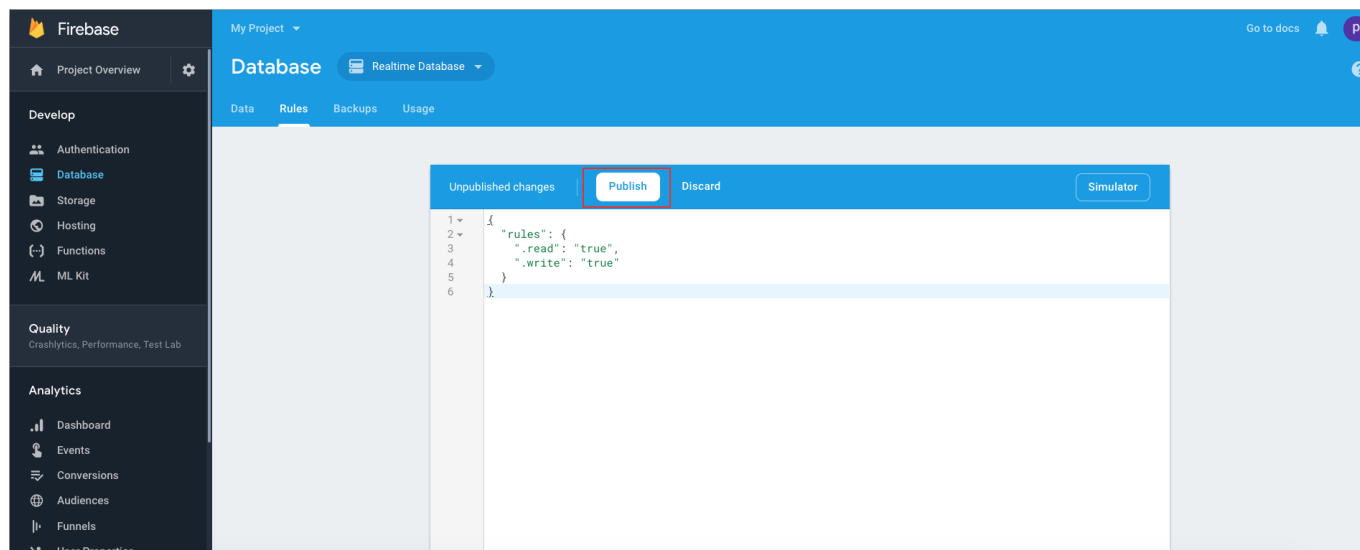 Firebase
My Project
Go to docs
P
Project Overview
Database
Realtime Database
?
Data Rules Backups Usage
Develop
Authentication
Database
Storage
Hosting
Functions
ML Kit
Quality
Crashlytics, Performance, Test Lab
Analytics
Dashboard
Events
Conversions
Audiences
Funnels
User Properties
Unpublished changes Publish Discard Simulator
1 {
2 "rules": {
3 ".read": "true",
4 ".write": "true"
5 }
6 }